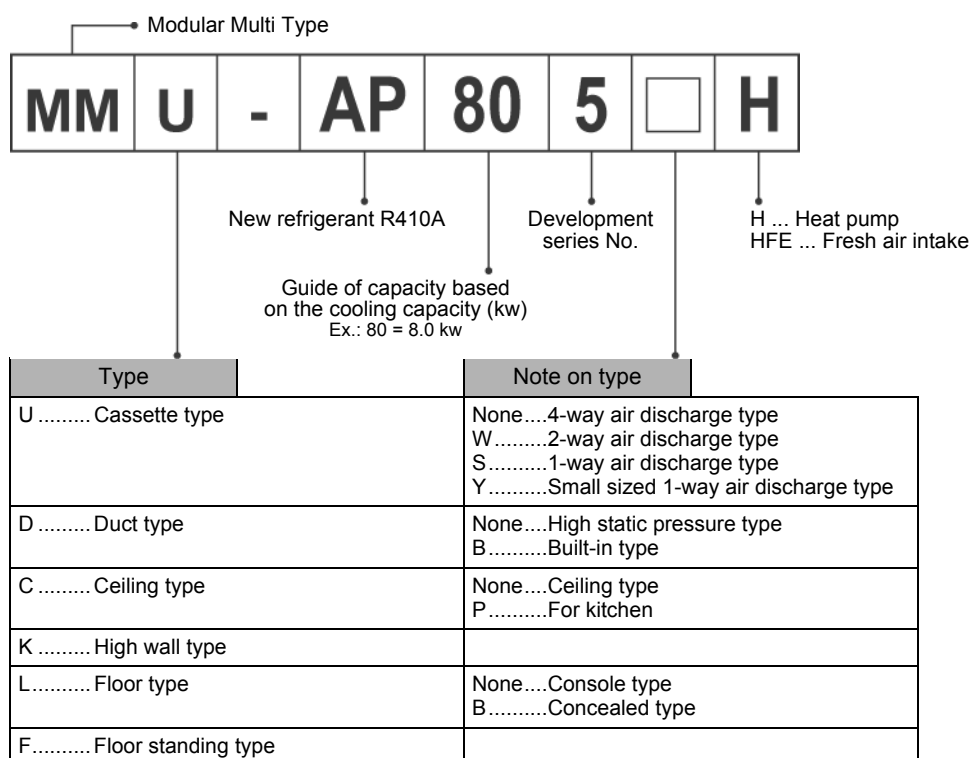 Modular Multi Type
MM U - AP 80 5 □ H
New refrigerant R410A
Development
series No.
H ... Heat pump
HFE ... Fresh air intake
Guide of capacity based
on the cooling capacity (kw)
Ex.: 80 = 8.0 kw
Type
Note on type
U ......... Cassette type
None....4-way air discharge type
W.........2-way air discharge type
S..........1-way air discharge type
Y..........Small sized 1-way air discharge type
D ......... Duct type
None....High static pressure type
B..........Built-in type
C ......... Ceiling type
None....Ceiling type
P..........For kitchen
K ......... High wall type
L.......... Floor type
None....Console type
B..........Concealed type
F.......... Floor standing type